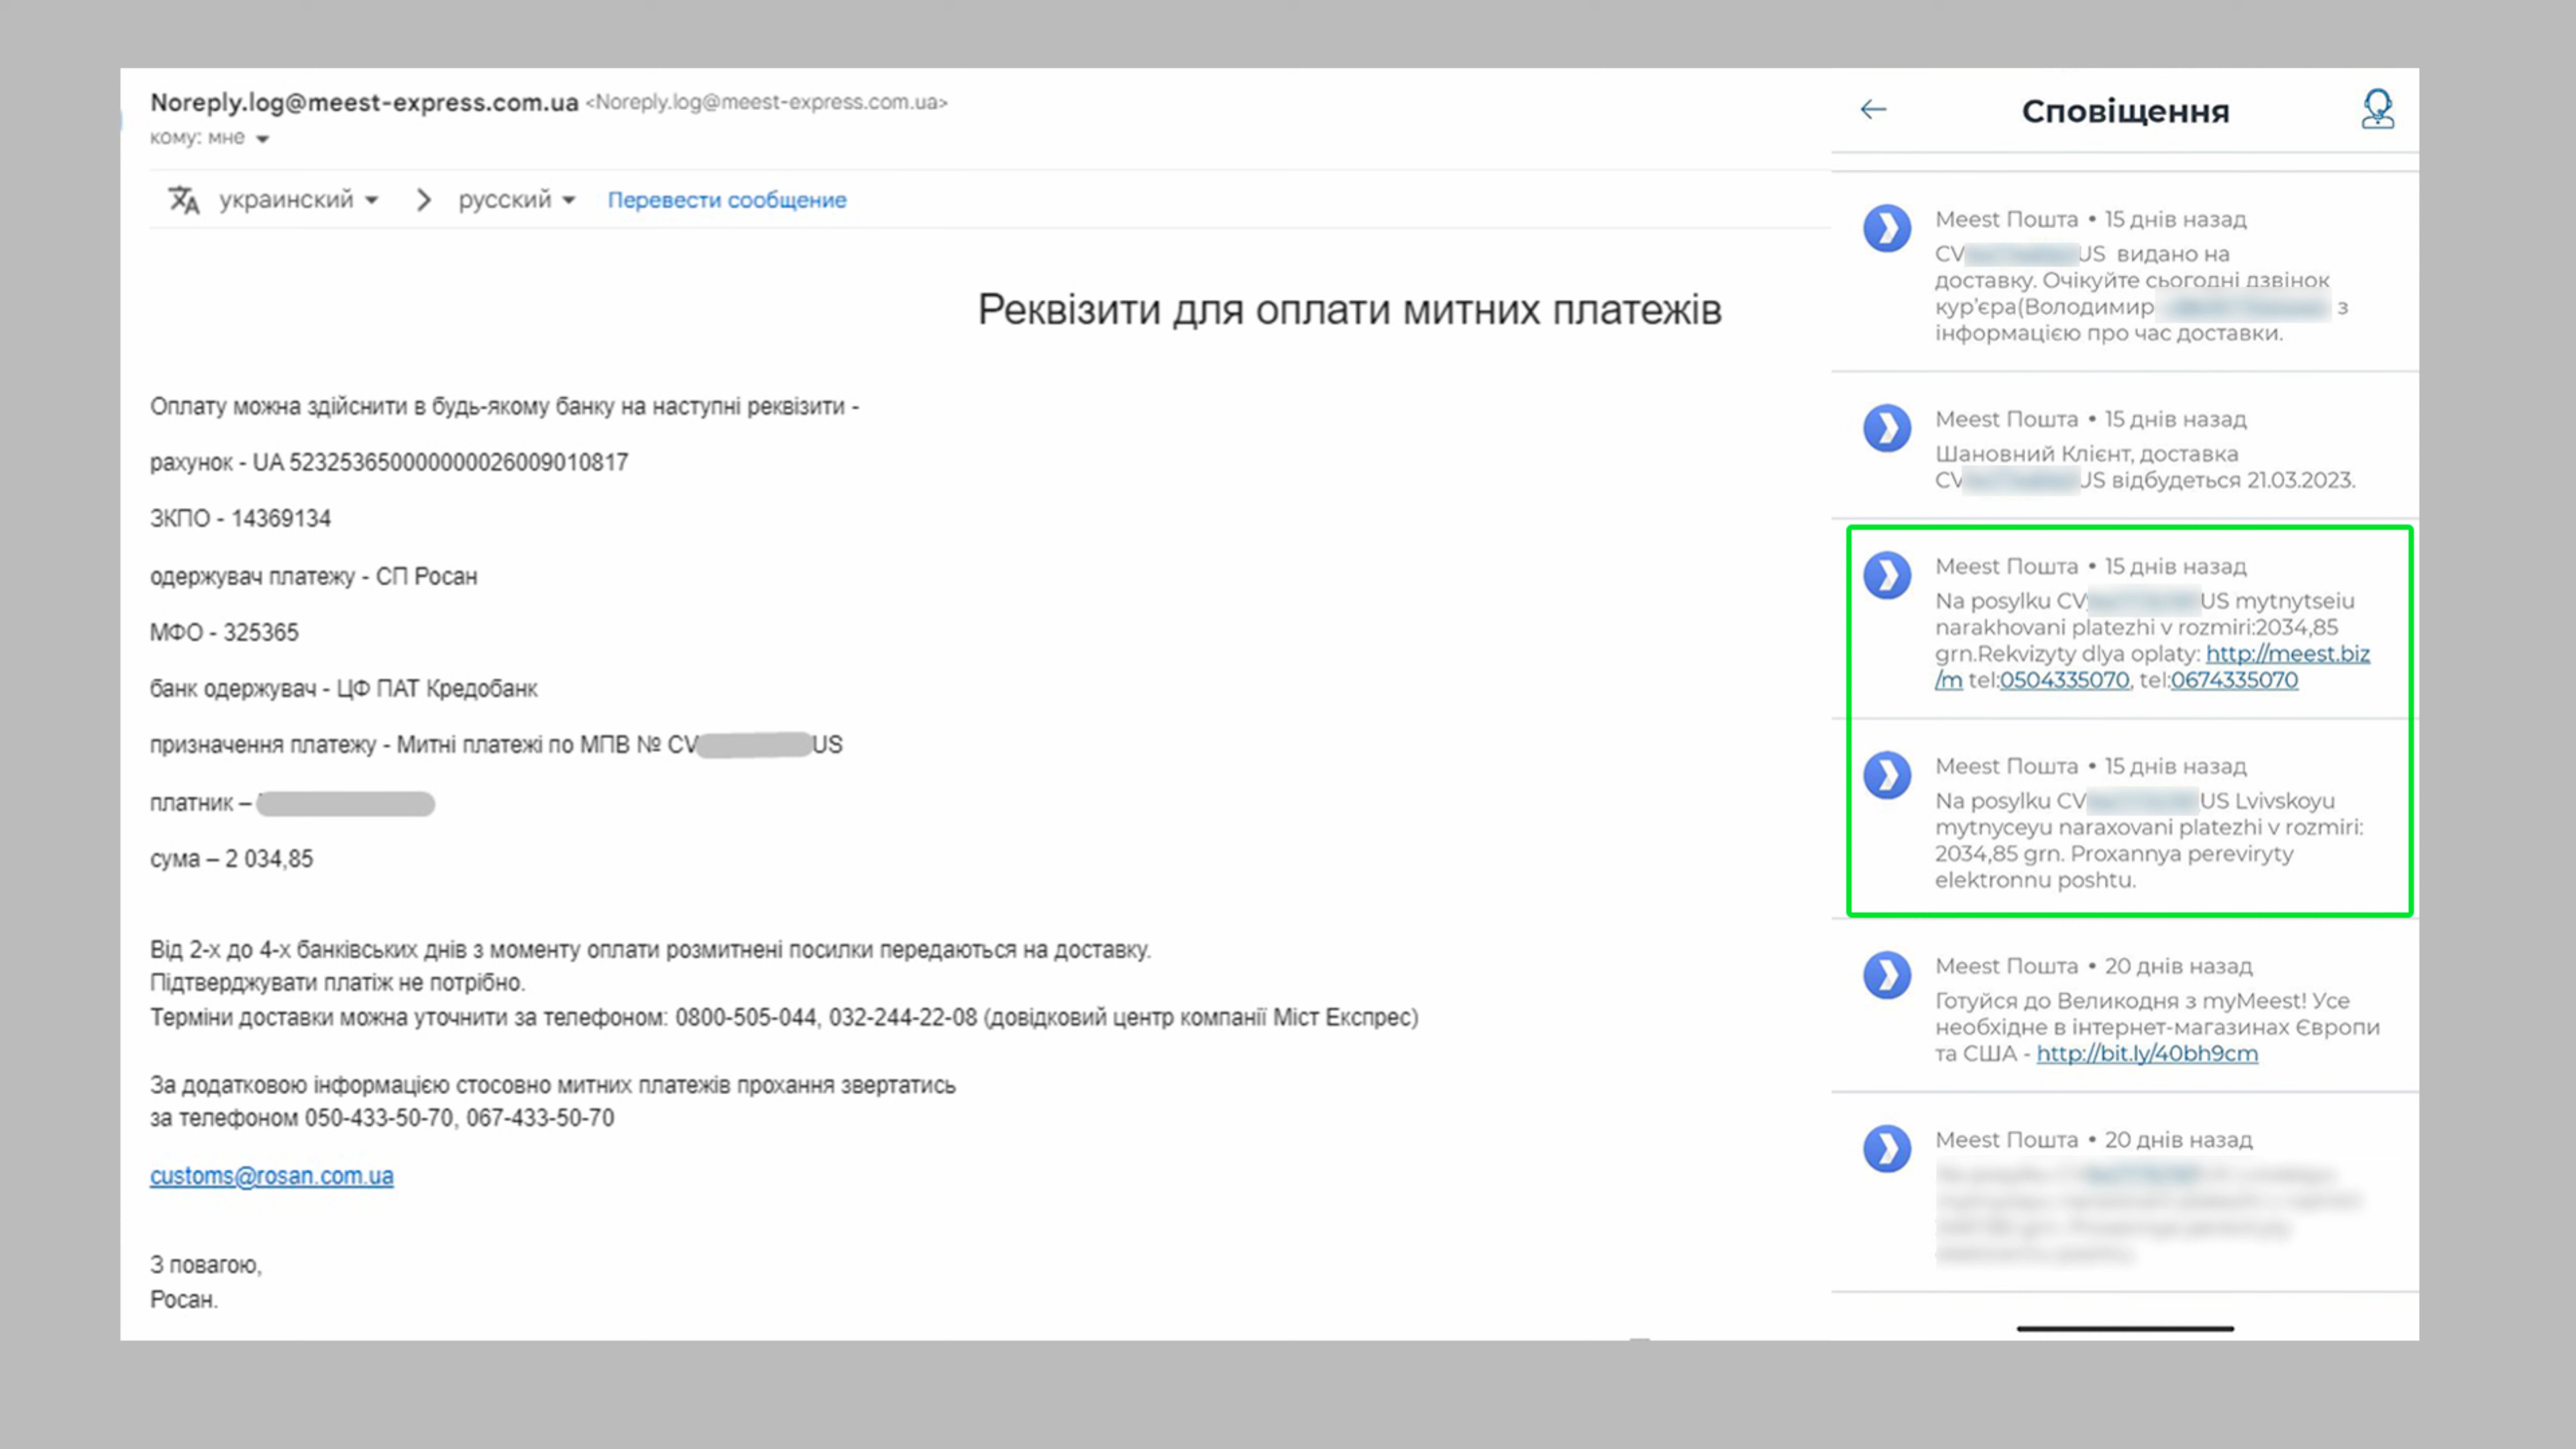 Noreply.log@meest-express.com.ua <Noreply.log@meest-express.com.ua>
кому: мне
украинский > русский Перевести сообщение
Реквізити для оплати митних платежів
Оплату можна здійснити в будь-якому банку на наступні реквізити -
рахунок - UA 523253650000000026009010817
ЗКПО - 14369134
одержувач платежу - СП Росан
МФО - 325365
банк одержувач - ЦФ ПАТ Кредобанк
призначення платежу - Митні платежі по МПВ № CV US
платник –
сума – 2 034,85
Від 2-х до 4-х банківських днів з моменту оплати розмитнені посилки передаються на доставку.
Підтверджувати платіж не потрібно.
Терміни доставки можна уточнити за телефоном: 0800-505-044, 032-244-22-08 (довідковий центр компанії Міст Експрес)
За додатковою інформацією стосовно митних платежів прохання звертатись
за телефоном 050-433-50-70, 067-433-50-70
customs@rosan.com.ua
З повагою,
Росан.
Сповіщення
Meest Пошта • 15 днів назад
CV US видано на
доставку. Очікуйте сьогодні дзвінок
кур'єра(Володимир з
інформацією про час доставки.
Meest Пошта • 15 днів назад
Шановний Клієнт, доставка
CV US відбудеться 21.03.2023.
Meest Пошта • 15 днів назад
Na posylku CV US mytnytseiu
narakhovani platezhi v rozmiri:2034,85
grn.Rekvizyty dlya oplaty: http://meest.biz
/m tel:0504335070, tel:0674335070
Meest Пошта • 15 днів назад
Na posylku CV US Lvivskoyu
mytnyceyu naraxovani platezhi v rozmiri:
2034,85 grn. Proxannya pereviryty
elektronnu poshtu.
Meest Пошта • 20 днів назад
Готуйся до Великодня з myMeest! Усе
необхідне в інтернет-магазинах Європи
та США - http://bit.ly/40bh9cm
Meest Пошта • 20 днів назад